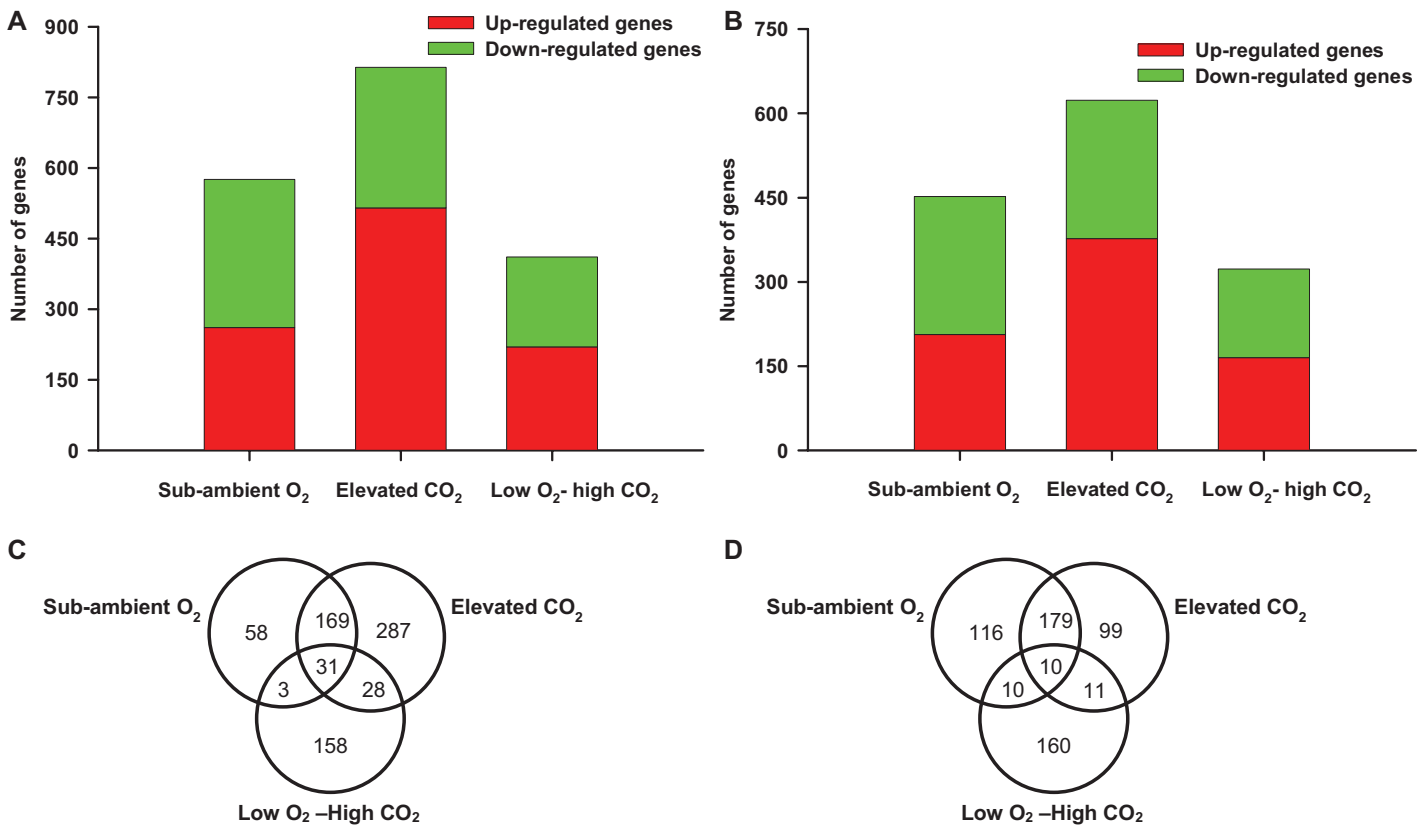 A
900
750
600
450
300
150
0
Number of genes
Up-regulated genes
Down-regulated genes
Sub-ambient O2
Elevated CO2
Low O2- high CO2
B
750
600
450
300
150
0
Number of genes
Up-regulated genes
Down-regulated genes
Sub-ambient O2
Elevated CO2
Low O2- high CO2
C
Sub-ambient O2
Elevated CO2
58
169
287
31
3
28
158
Low O2 –High CO2
D
Sub-ambient O2
Elevated CO2
116
179
99
10
10
11
160
Low O2 –High CO2